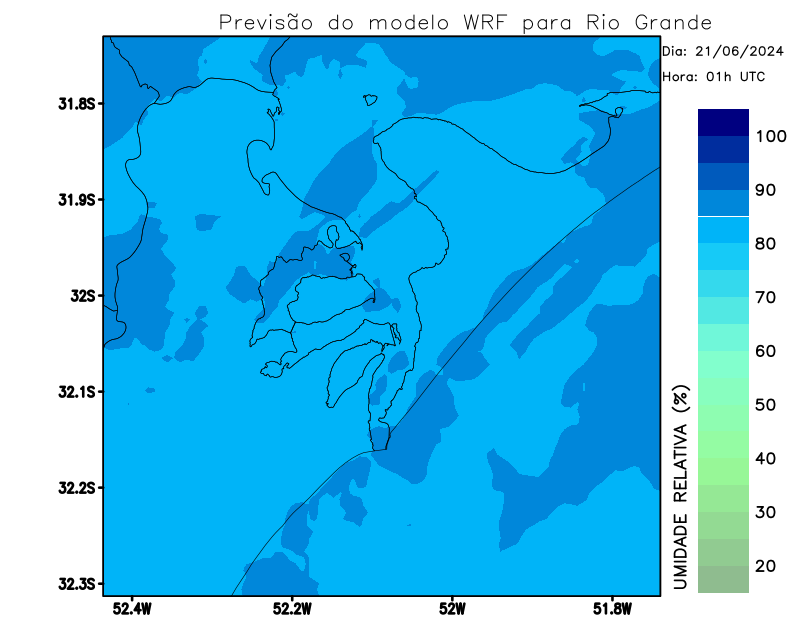 Previsão do modelo WRF para Rio Grande
Dia: 21/06/2024
Hora: 01h UTC
31.8S
31.9S
32S
32.1S
32.2S
32.3S
52.4W
52.2W
52W
51.8W
100
90
80
70
60
50
40
30
20
UMIDADE RELATIVA (%)